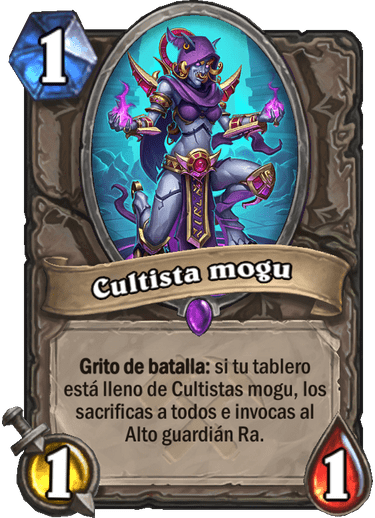 1
Cultista mogu
Grito de batalla: si tu tablero
está lleno de Cultistas mogu, los
sacrificas a todos e invocas al
Alto guardián Ra.
1
1